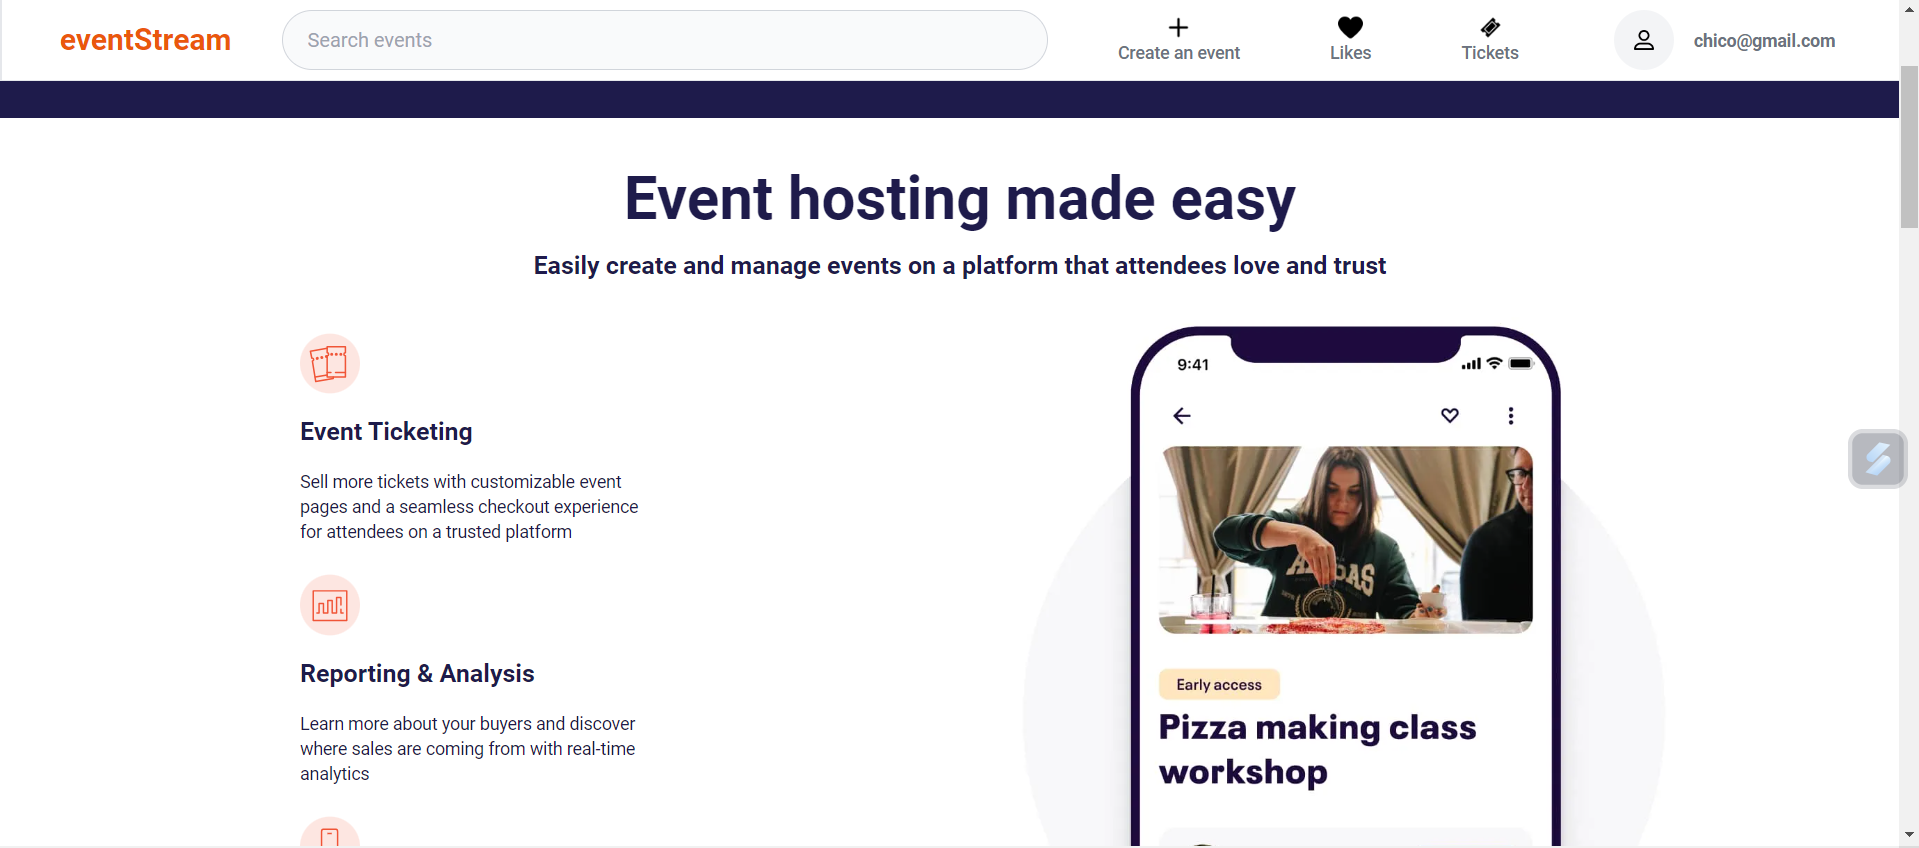 eventStream
Search events
Create an event
Likes
Tickets
chico@gmail.com
Event hosting made easy
Easily create and manage events on a platform that attendees love and trust
Event Ticketing
Sell more tickets with customizable event
pages and a seamless checkout experience
for attendees on a trusted platform
Reporting & Analysis
Learn more about your buyers and discover
where sales are coming from with real-time
analytics
9:41
Early access
Pizza making class
workshop